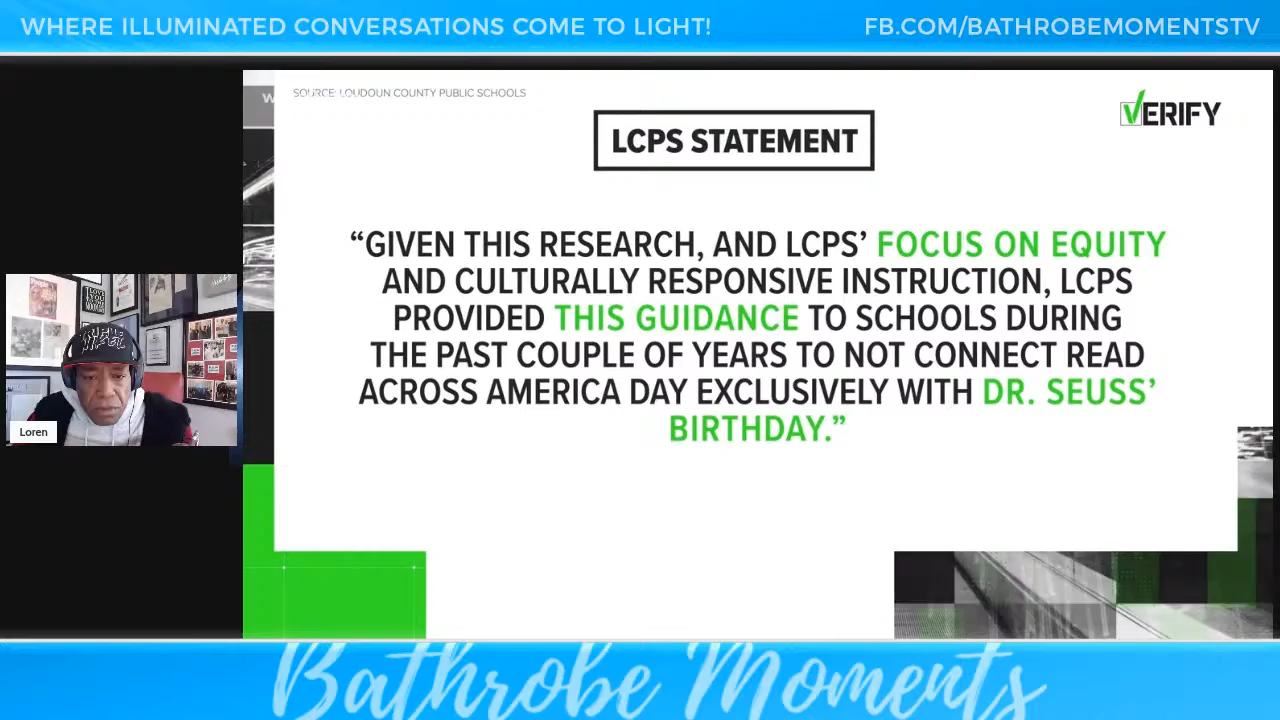 WHERE ILLUMINATED CONVERSATIONS COME TO LIGHT!
FB.COM/BATHROBEMOMENTSTV
SOURCE: LOUDOUN COUNTY PUBLIC SCHOOLS
VERIFY
LCPS STATEMENT
“GIVEN THIS RESEARCH, AND LCPS’ FOCUS ON EQUITY
AND CULTURALLY RESPONSIVE INSTRUCTION, LCPS
PROVIDED THIS GUIDANCE TO SCHOOLS DURING
THE PAST COUPLE OF YEARS TO NOT CONNECT READ
ACROSS AMERICA DAY EXCLUSIVELY WITH DR. SEUSS’
BIRTHDAY.”
Loren
Bathrobe Moments